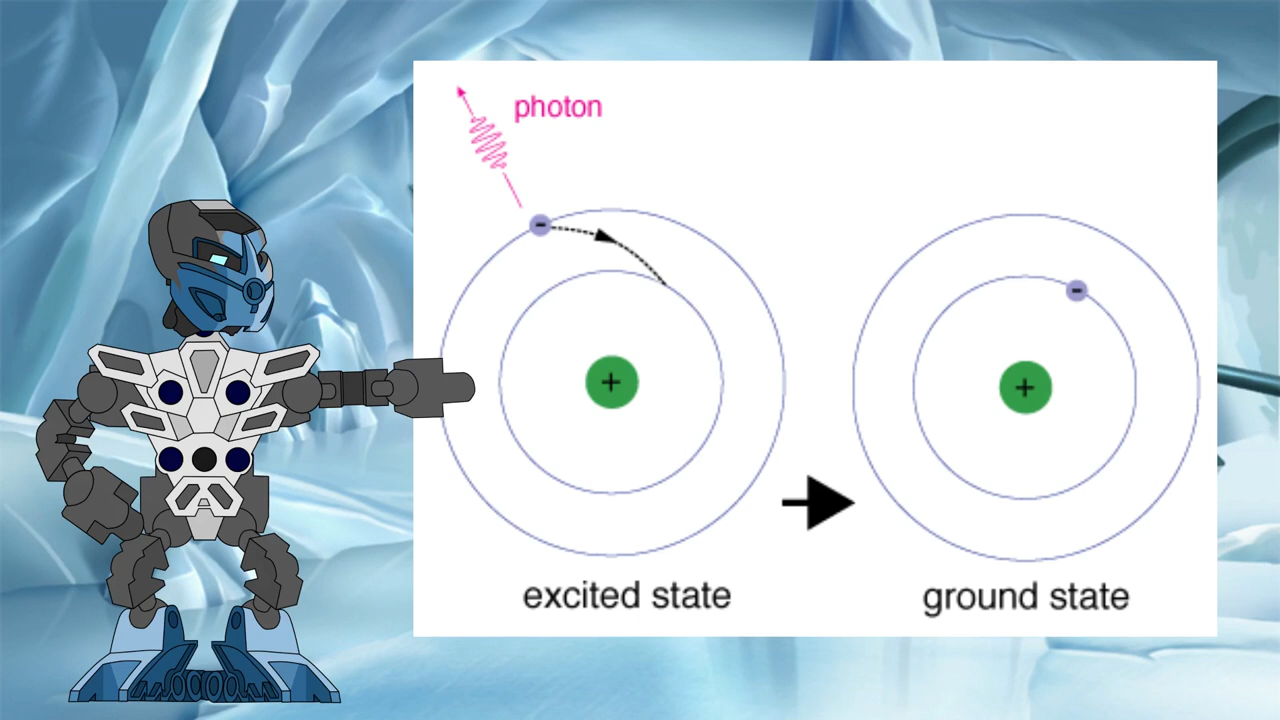 photon
- + + -
excited state
ground state